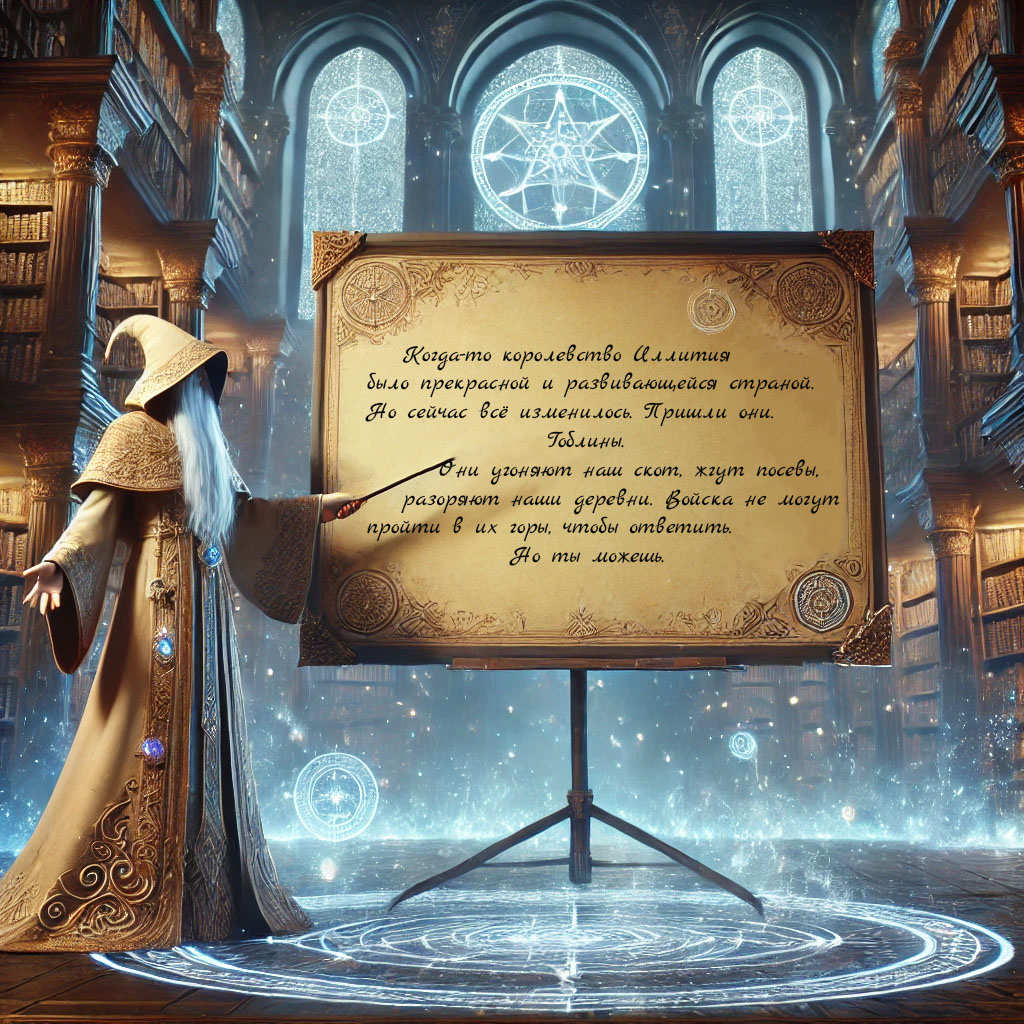 Когда-то королевство Иллития
было прекрасной и развивающейся страной.
Но сейчас всё изменилось. Пришли они.
Гоблины.
Они угоняют наш скот, жгут посевы,
разоряют наши деревни. Войска не могут
пройти в их горы, чтобы ответить.
Но ты можешь.